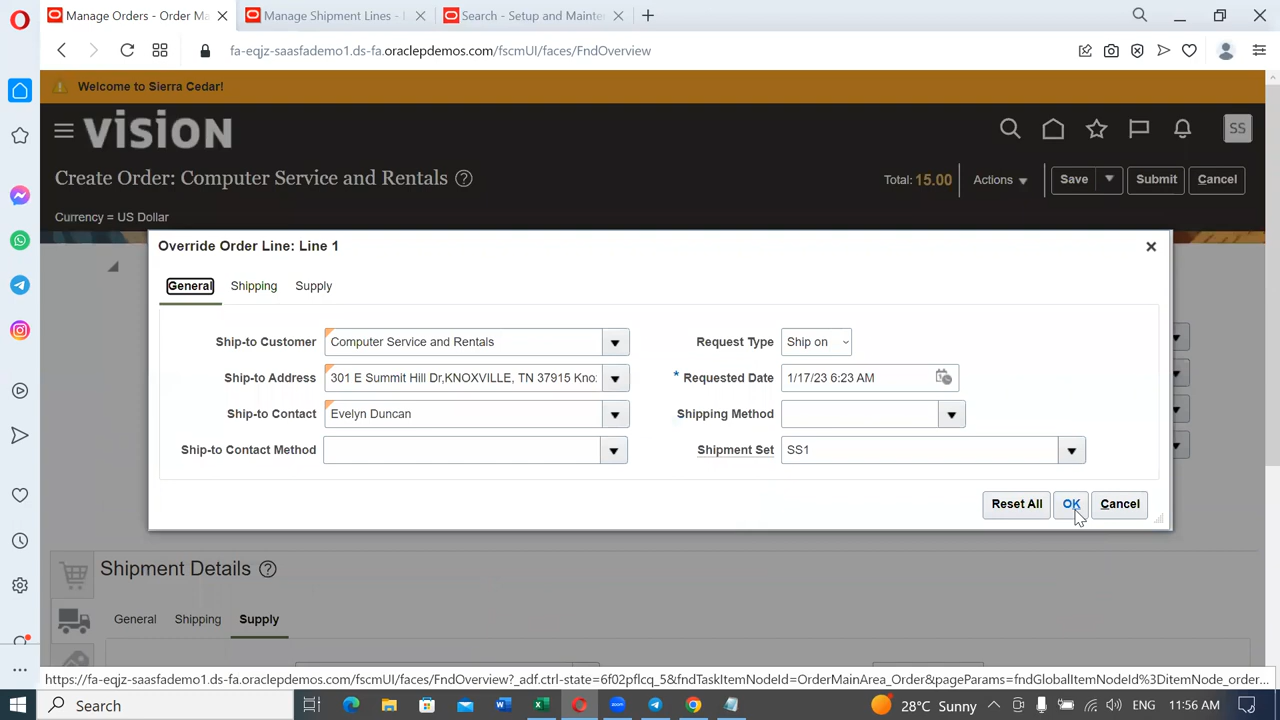 Manage Orders - Order Ma
Manage Shipment Lines -
Search - Setup and Mainte
fa-eqjz-saasfademo1.ds-fa.oraclepdemos.com/fscmUI/faces/FndOverview
Welcome to Sierra Cedar!
VISION
SS
Create Order: Computer Service and Rentals
Total: 15.00
Actions
Save
Submit
Cancel
Currency = US Dollar
Override Order Line: Line 1
General
Shipping
Supply
Ship-to Customer
Computer Service and Rentals
Request Type
Ship on
Ship-to Address
301 E Summit Hill Dr,KNOXVILLE, TN 37915 Kno
* Requested Date
1/17/23 6:23 AM
Ship-to Contact
Evelyn Duncan
Shipping Method
Ship-to Contact Method
Shipment Set
SS1
Reset All
OK
Cancel
Shipment Details
General
Shipping
Supply
https://fa-eqjz-saasfademo1.ds-fa.oraclepdemos.com/fscmUI/faces/FndOverview?_adf.ctrl-state=6f02pflcq_5&fndTaskItemNodeId=OrderMainArea_Order&pageParams=fndGlobalItemNodeId%3DitemNode_order...
Search
28°C Sunny
ENG
11:56 AM